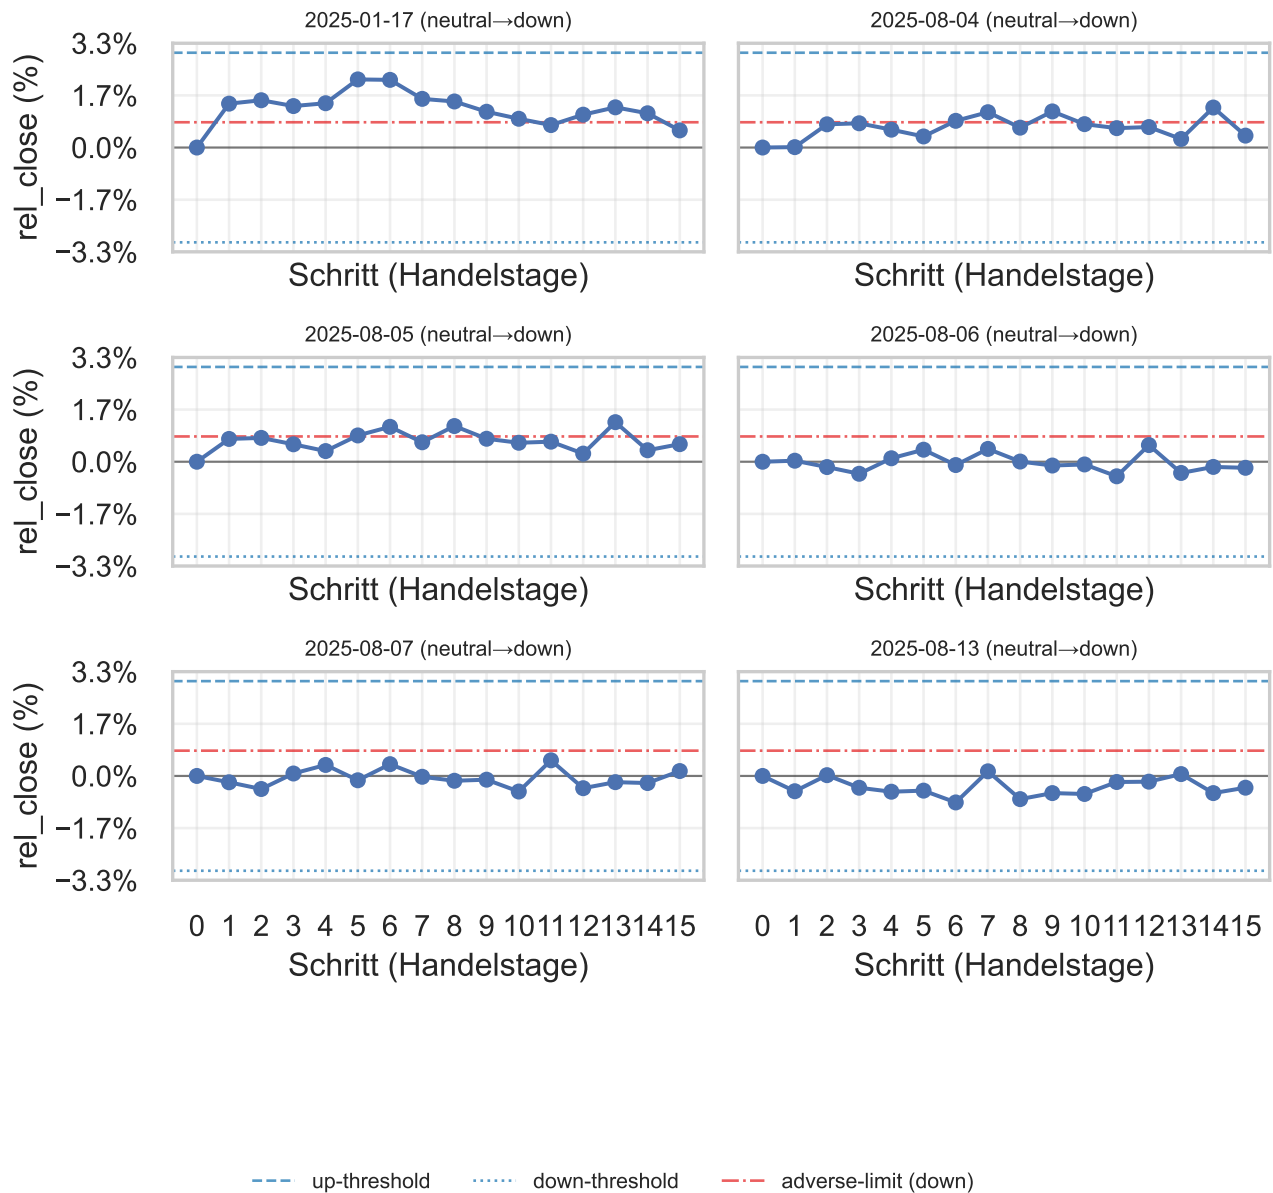 2025-01-17 (neutral→down)
2025-08-04 (neutral→down)
rel_close (%)
3.3%
1.7%
0.0%
−1.7%
−3.3%
Schritt (Handelstage)
Schritt (Handelstage)
2025-08-05 (neutral→down)
2025-08-06 (neutral→down)
rel_close (%)
3.3%
1.7%
0.0%
−1.7%
−3.3%
Schritt (Handelstage)
Schritt (Handelstage)
2025-08-07 (neutral→down)
2025-08-13 (neutral→down)
rel_close (%)
3.3%
1.7%
0.0%
−1.7%
−3.3%
0 1 2 3 4 5 6 7 8 9 10 11 12 13 14 15
0 1 2 3 4 5 6 7 8 9 10 11 12 13 14 15
Schritt (Handelstage)
Schritt (Handelstage)
up-threshold
down-threshold
adverse-limit (down)